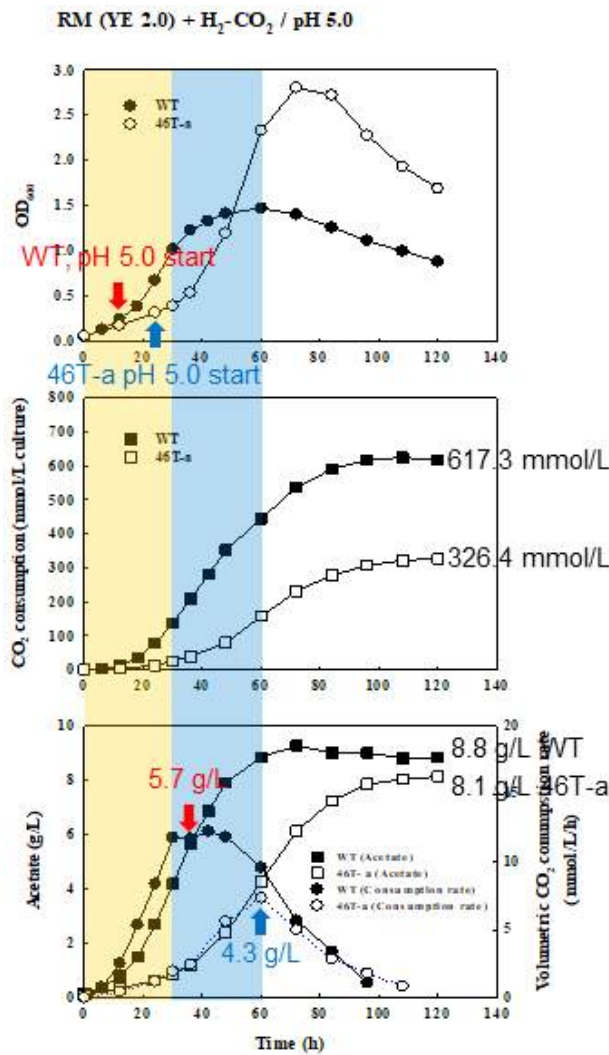 RM (YE 2.0) + H₂-CO₂ / pH 5.0
3.0
2.5
2.0
1.5
1.0
0.5
0.0
OD₆₀₀
WT
46T-a
WT, pH 5.0 start
46T-a pH 5.0 start
0 20 40 60 80 100 120 140
800
700
600
500
400
300
200
100
0
CO₂ consumption (mmol/L culture)
WT
46T-a
617.3 mmol/L
326.4 mmol/L
0 20 40 60 80 100 120 140
10
8
6
4
2
0
Acetate (g/L)
5.7 g/L
4.3 g/L
8.8 g/L WT
8.1 g/L 46T-a
WT (Acetate)
46T- a (Acetate)
WT (Consumption rate)
46T-a (Consumption rate)
20
15
10
5
0
Volumetric CO₂ consumption rate
(mmol/L/h)
0 20 40 60 80 100 120 140
Time (h)